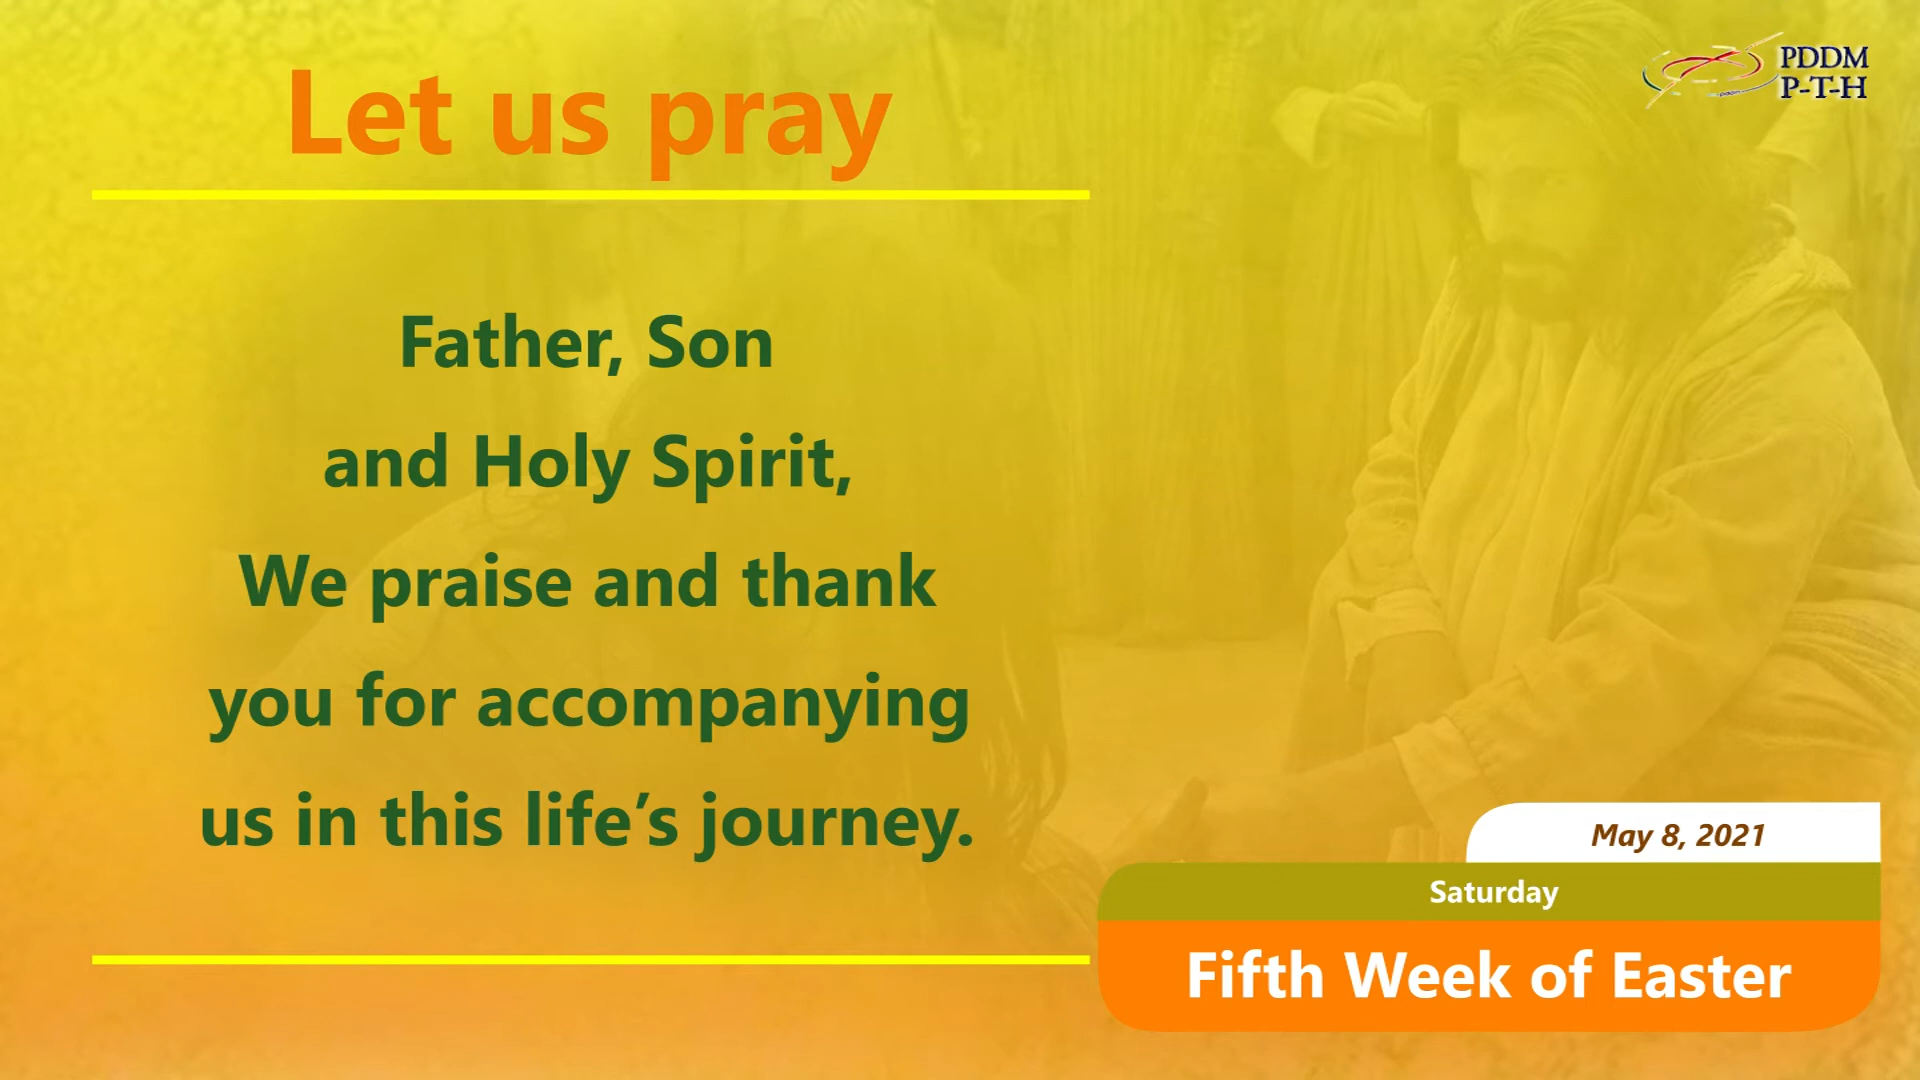 Let us pray
PDDM
P-T-H
Father, Son
and Holy Spirit,
We praise and thank
you for accompanying
us in this life’s journey.
May 8, 2021
Saturday
Fifth Week of Easter